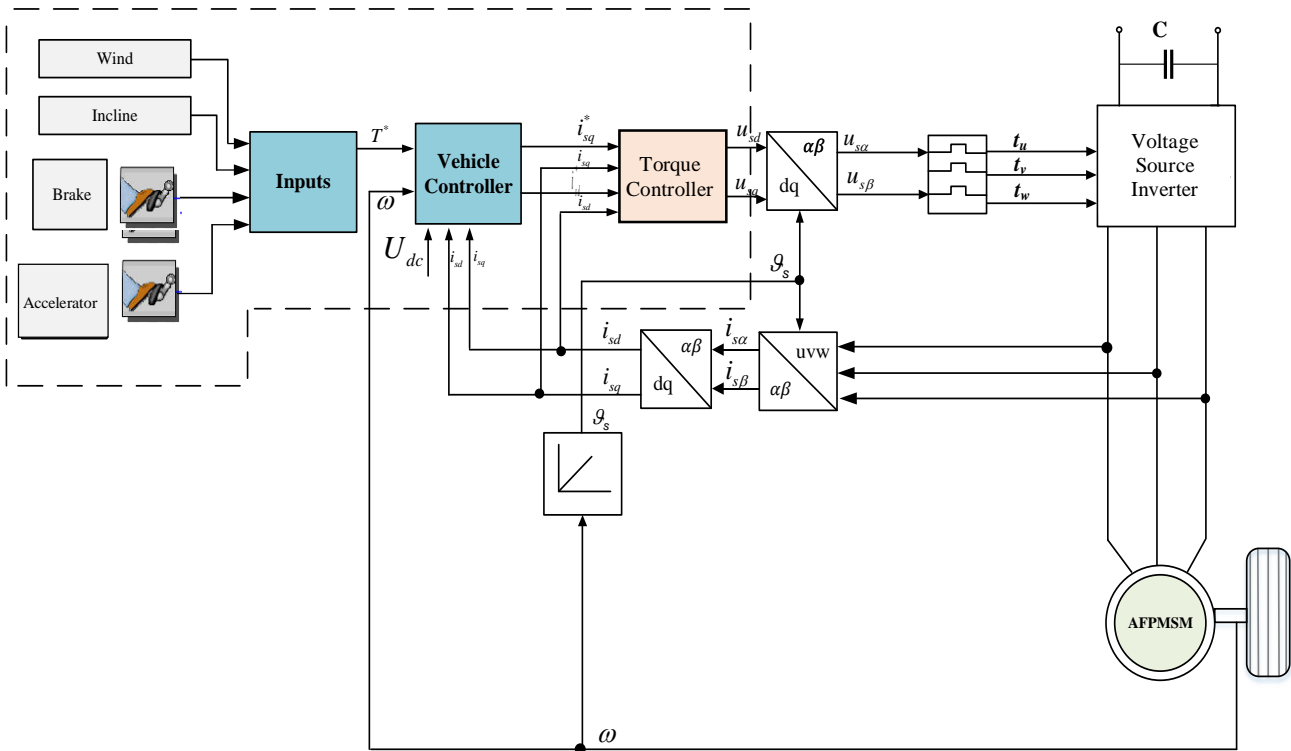 Wind
Incline
Brake
Accelerator
Inputs
T*
ω
Vehicle
Controller
U_dc
i_sd
i_sq
i*_sq
i_sq
i_sd
Torque
Controller
u_sd
u_sq
αβ
dq
u_sα
u_sβ
t_u
t_v
t_w
C
Voltage
Source
Inverter
ϑ_s
i_sd
i_sq
αβ
dq
i_sα
i_sβ
uvw
αβ
ϑ_s
AFPMSM
ω